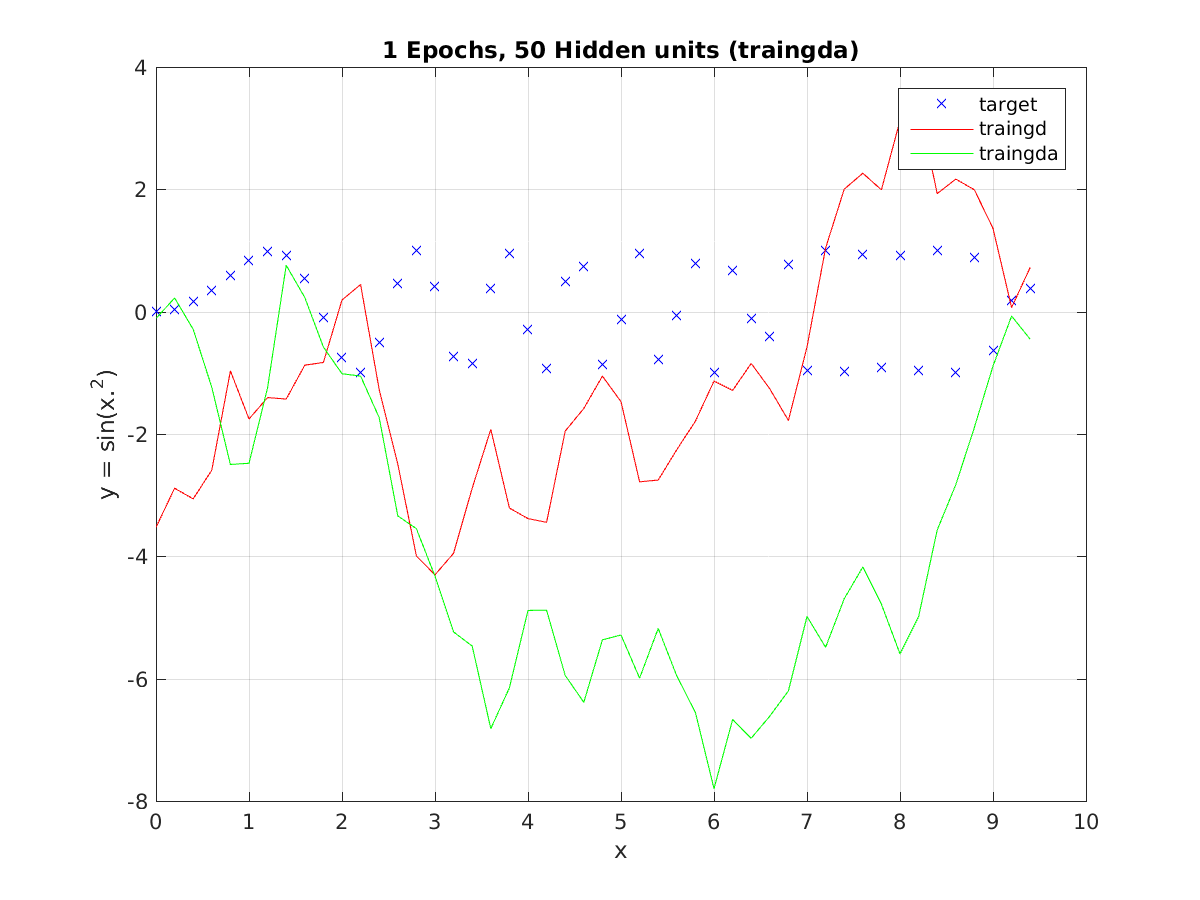 1 Epochs, 50 Hidden units (traingda)
4
2
0
-2
-4
-6
-8
y = sin(x.²)
target
traingd
traingda
0 1 2 3 4 5 6 7 8 9 10
x